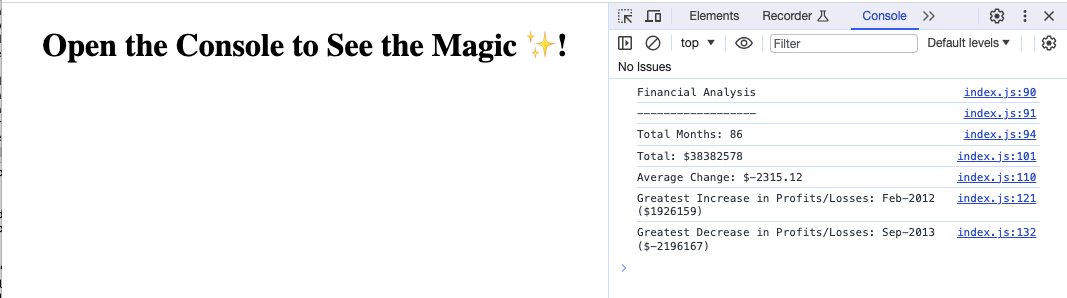 Open the Console to See the Magic ✨!
Elements Recorder Console
top Filter Default levels
No Issues
Financial Analysis index.js:90
------------------ index.js:91
Total Months: 86 index.js:94
Total: $38382578 index.js:101
Average Change: $-2315.12 index.js:110
Greatest Increase in Profits/Losses: Feb-2012 index.js:121
($1926159)
Greatest Decrease in Profits/Losses: Sep-2013 index.js:132
($-2196167)